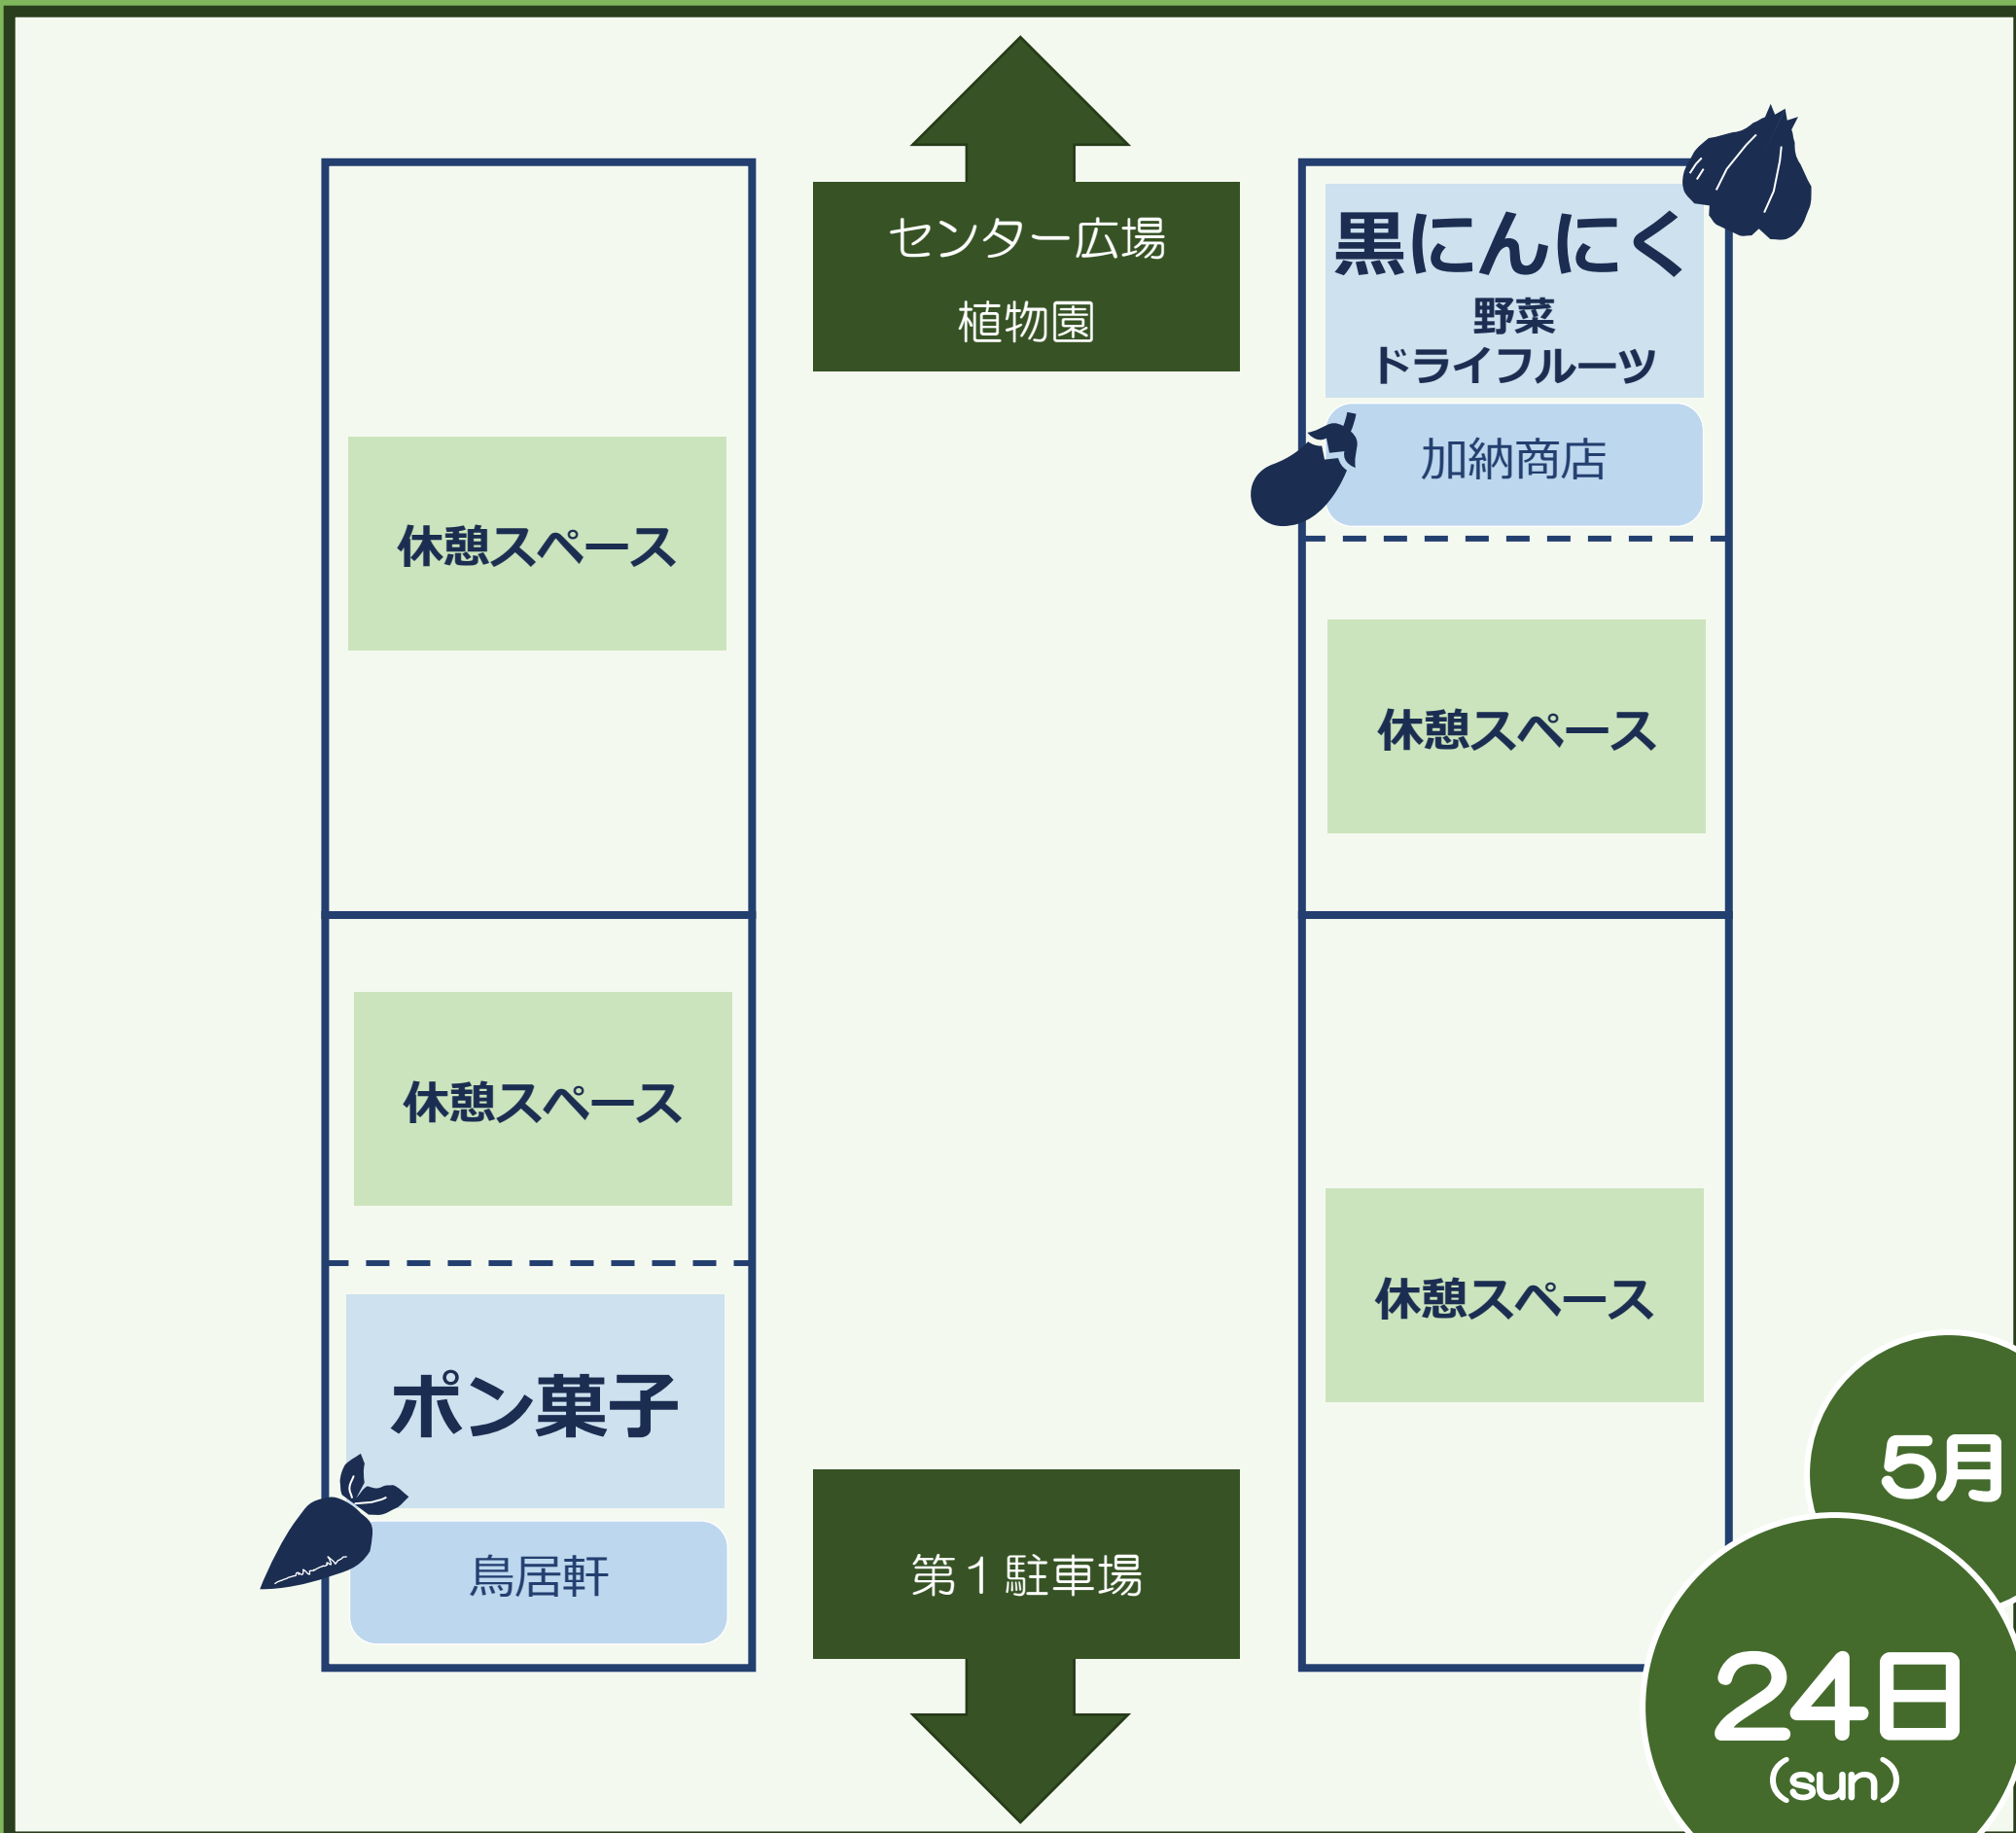 センター広場
植物園
黒にんにく
野菜
ドライフルーツ
加納商店
休憩スペース
休憩スペース
休憩スペース
休憩スペース
ポン菓子
鳥居軒
第1駐車場
5月
24日
(sun)